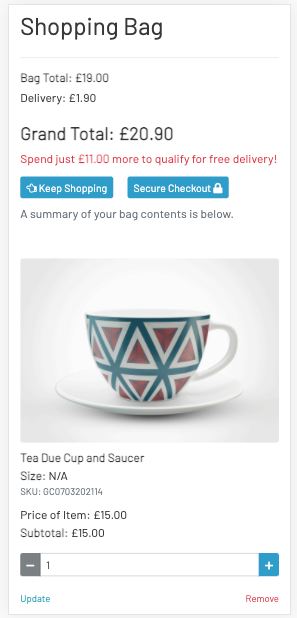 Shopping Bag
Bag Total: £19.00
Delivery: £1.90
Grand Total: £20.90
Spend just £11.00 more to qualify for free delivery!
Keep Shopping
Secure Checkout
A summary of your bag contents is below.
Tea Due Cup and Saucer
Size: N/A
SKU: GC0703202114
Price of Item: £15.00
Subtotal: £15.00
− 1 +
Update Remove